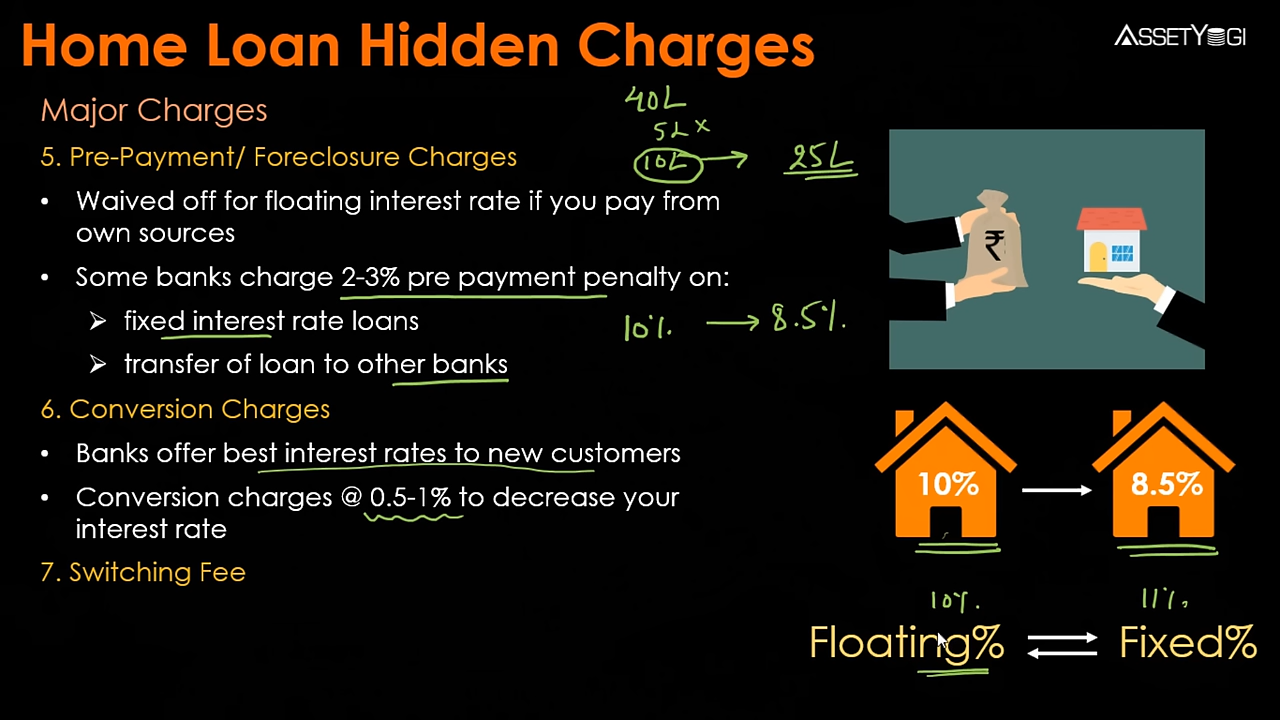 Home Loan Hidden Charges
ASSETYOGI
Major Charges
40L
5L x
10L → 25L
5. Pre-Payment/ Foreclosure Charges
• Waived off for floating interest rate if you pay from
own sources
• Some banks charge 2-3% pre payment penalty on:
➢ fixed interest rate loans
10% → 8.5%.
➢ transfer of loan to other banks
6. Conversion Charges
• Banks offer best interest rates to new customers
• Conversion charges @ 0.5-1% to decrease your
interest rate
7. Switching Fee
₹
10% → 8.5%
10%. 11%
Floating% ⇌ Fixed%